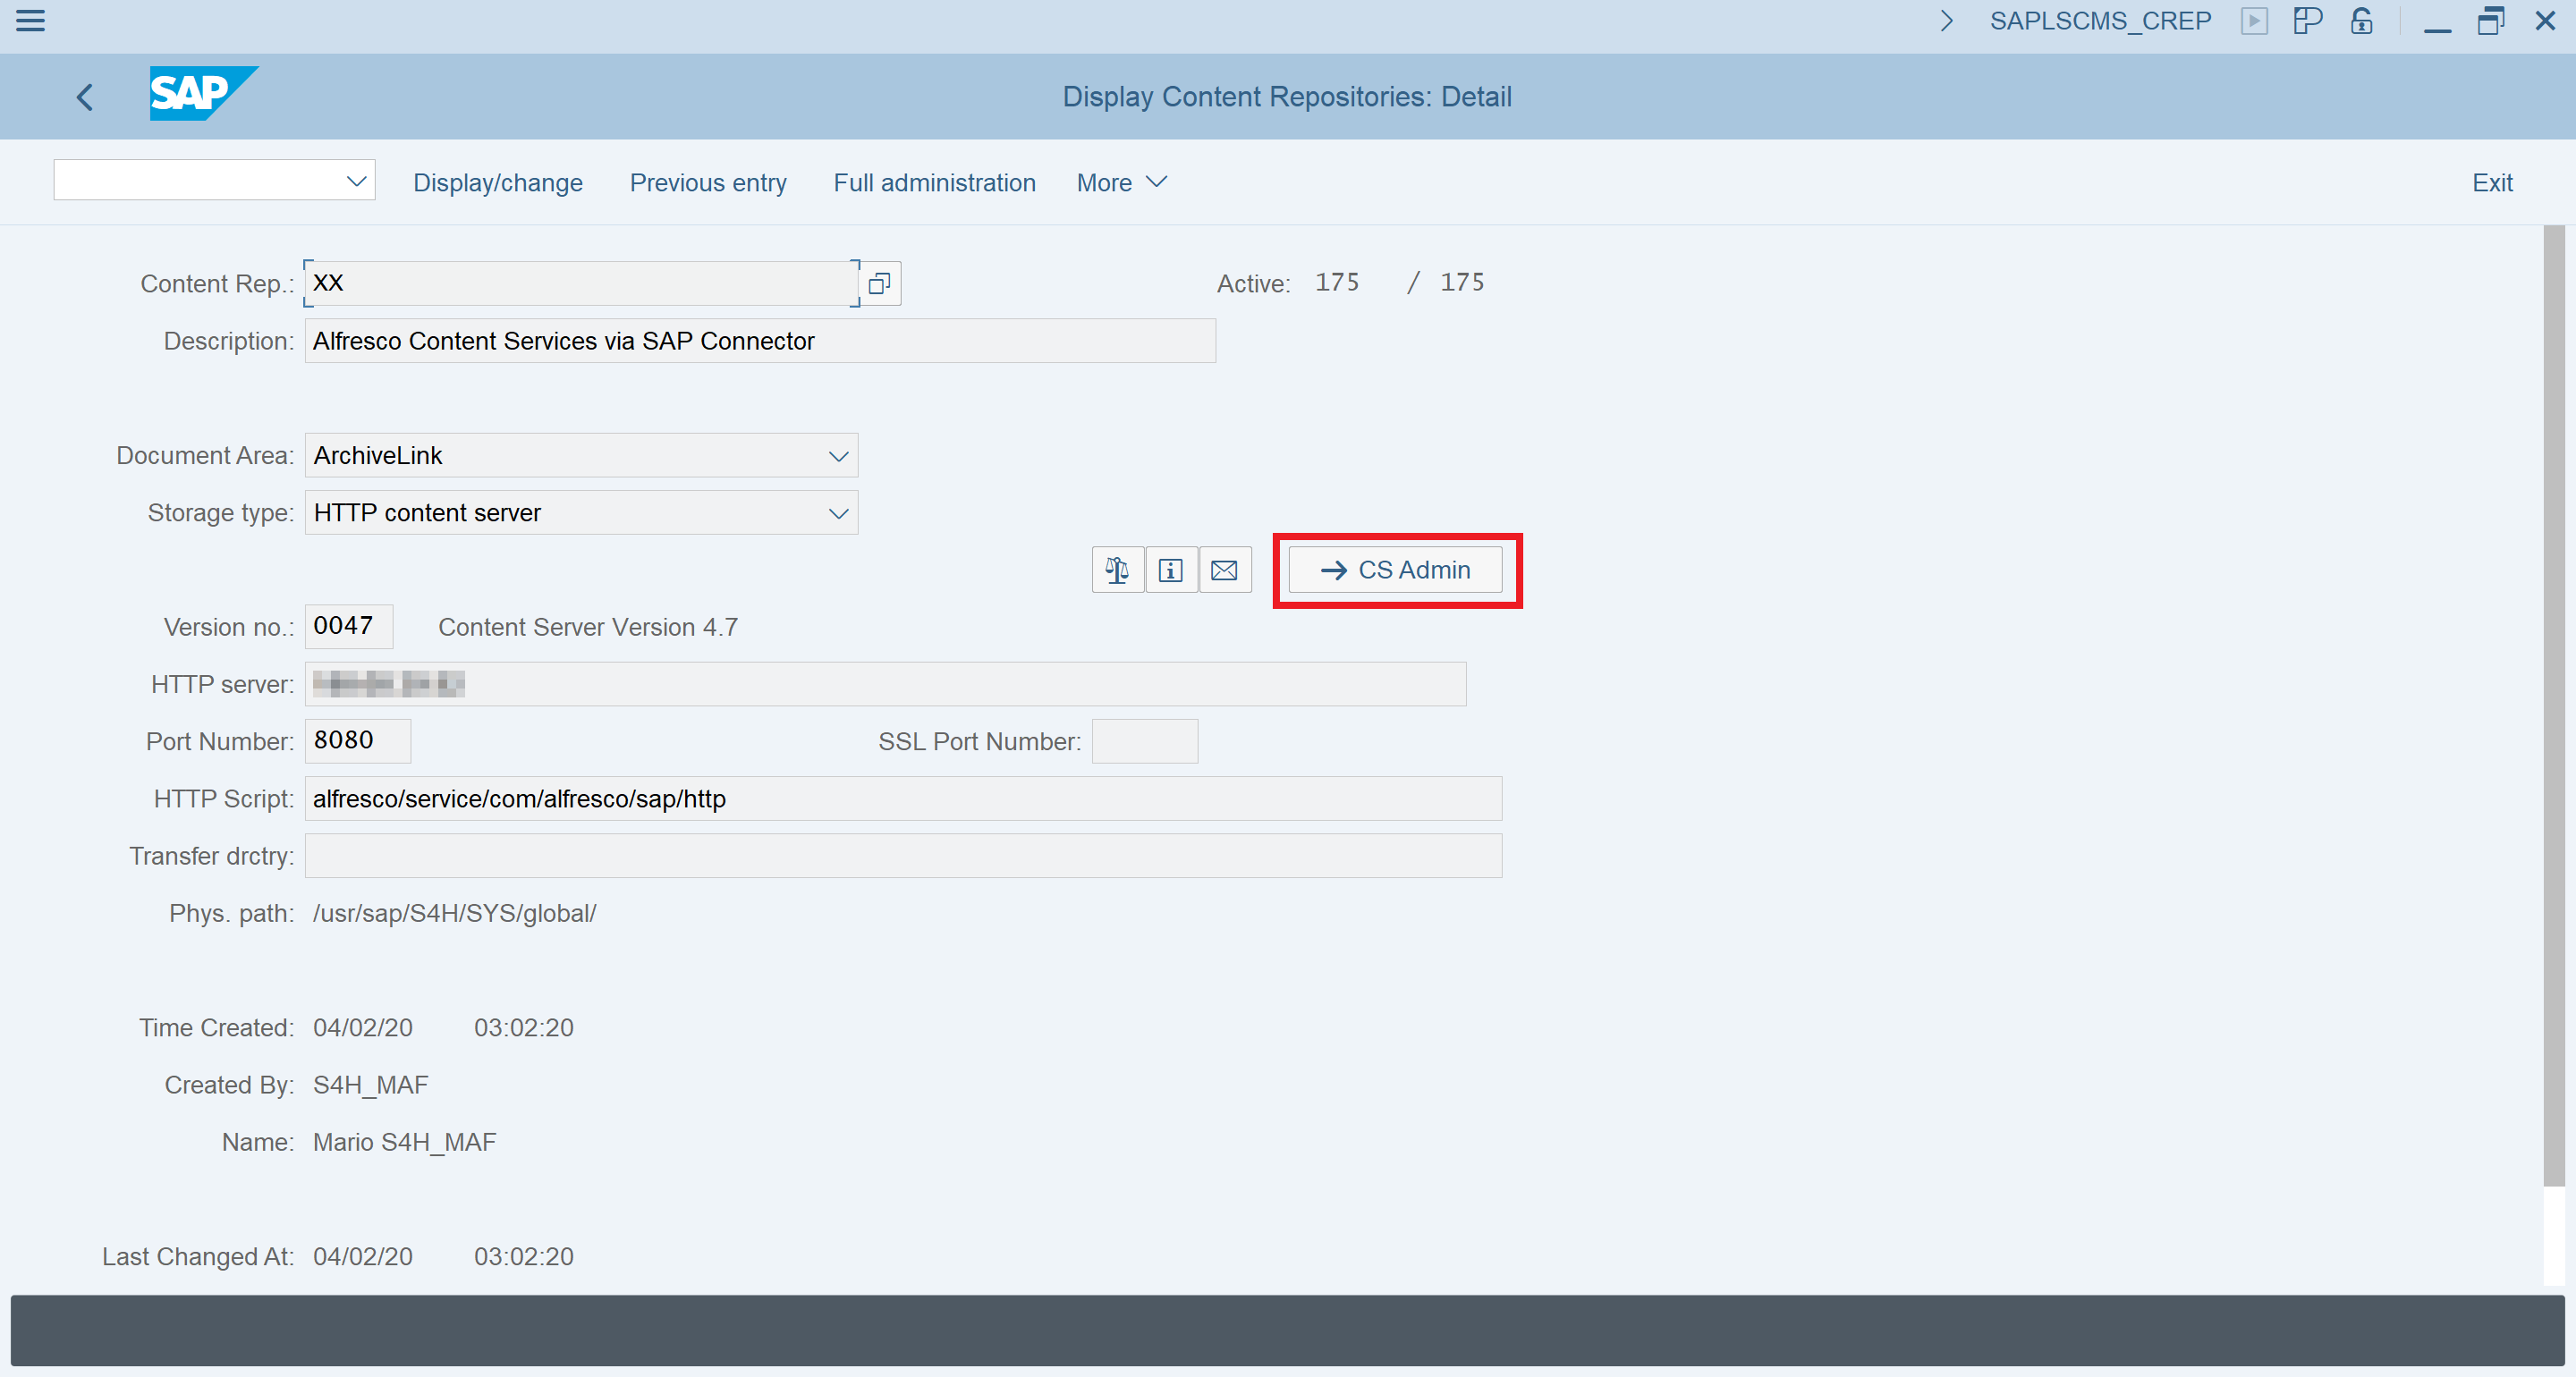 SAPLSCMS_CREP
SAP
Display Content Repositories: Detail
Display/change Previous entry Full administration More Exit
Content Rep.: XX Active: 175 / 175
Description: Alfresco Content Services via SAP Connector
Document Area: ArchiveLink
Storage type: HTTP content server
CS Admin
Version no.: 0047 Content Server Version 4.7
HTTP server:
Port Number: 8080 SSL Port Number:
HTTP Script: alfresco/service/com/alfresco/sap/http
Transfer drctry:
Phys. path: /usr/sap/S4H/SYS/global/
Time Created: 04/02/20 03:02:20
Created By: S4H_MAF
Name: Mario S4H_MAF
Last Changed At: 04/02/20 03:02:20